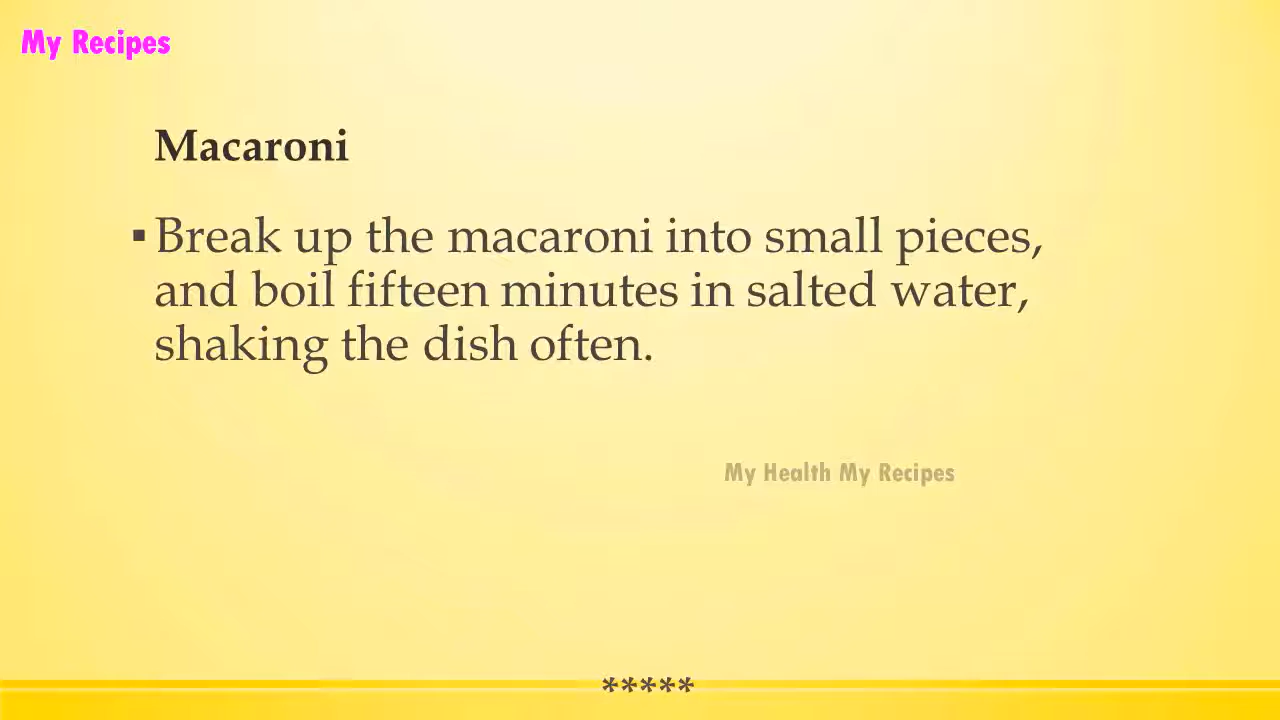 My Recipes
Macaroni
▪ Break up the macaroni into small pieces,
and boil fifteen minutes in salted water,
shaking the dish often.
My Health My Recipes
*****